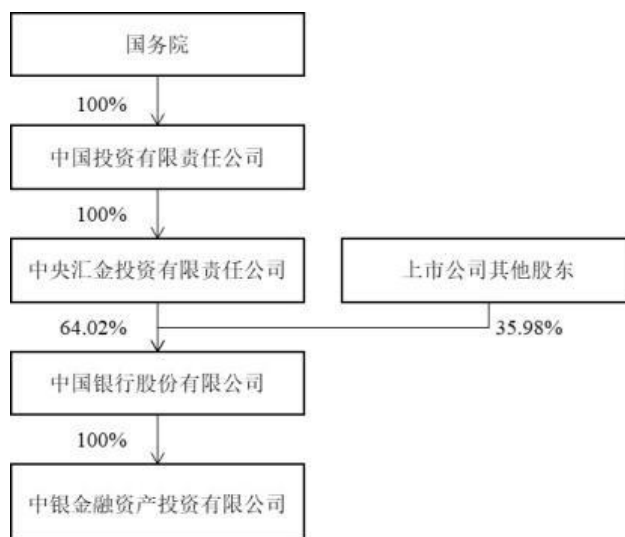 国务院
100%
中国投资有限责任公司
100%
中央汇金投资有限责任公司
上市公司其他股东
64.02%
35.98%
中国银行股份有限公司
100%
中银金融资产投资有限公司